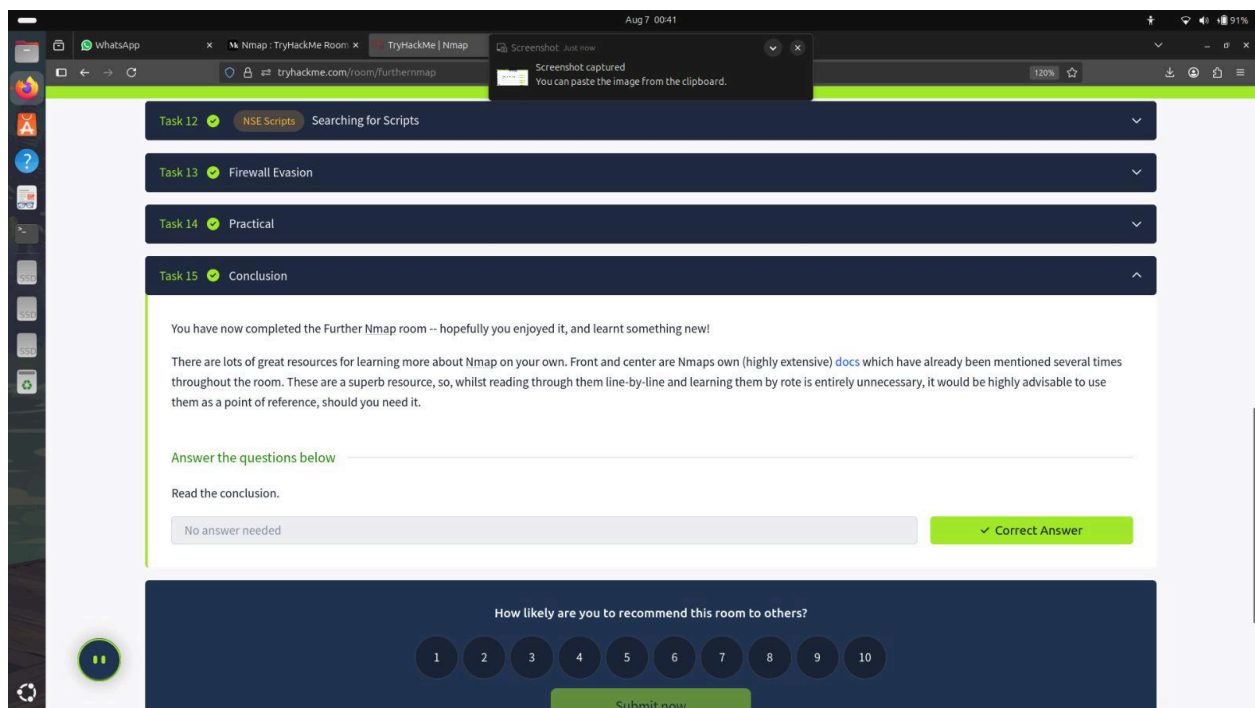 Aug 7 00:41
91%
WhatsApp
Nmap : TryHackMe Room
TryHackMe | Nmap
Screenshot Just now
Screenshot captured
You can paste the image from the clipboard.
tryhackme.com/room/furthernmap
120%
Task 12 NSE Scripts Searching for Scripts
Task 13 Firewall Evasion
Task 14 Practical
Task 15 Conclusion
You have now completed the Further Nmap room -- hopefully you enjoyed it, and learnt something new!
There are lots of great resources for learning more about Nmap on your own. Front and center are Nmaps own (highly extensive) docs which have already been mentioned several times
throughout the room. These are a superb resource, so, whilst reading through them line-by-line and learning them by rote is entirely unnecessary, it would be highly advisable to use
them as a point of reference, should you need it.
Answer the questions below
Read the conclusion.
No answer needed
Correct Answer
How likely are you to recommend this room to others?
1 2 3 4 5 6 7 8 9 10
Submit now
SSD
SSD
SSD